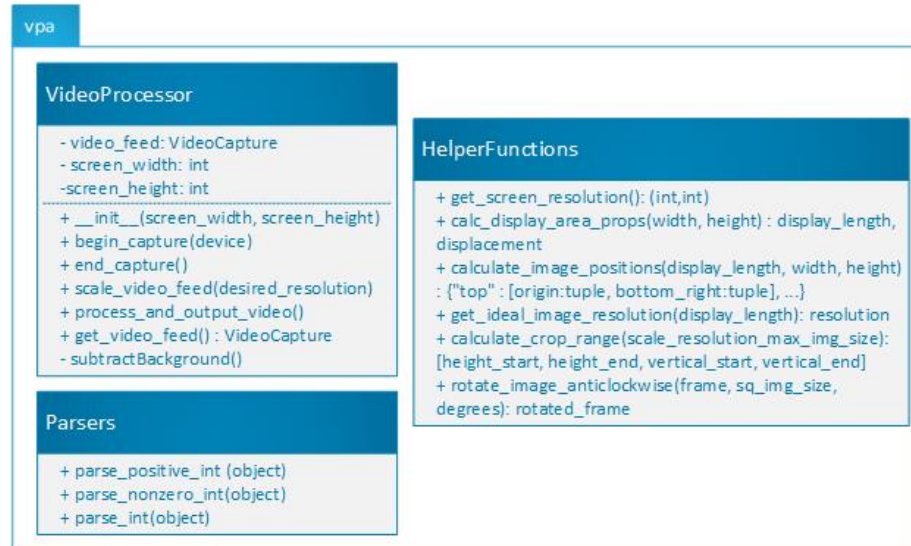 vpa
VideoProcessor
- video_feed: VideoCapture
- screen_width: int
-screen_height: int
+ __init__(screen_width, screen_height)
+ begin_capture(device)
+ end_capture()
+ scale_video_feed(desired_resolution)
+ process_and_output_video()
+ get_video_feed() : VideoCapture
- subtractBackground()
Parsers
+ parse_positive_int (object)
+ parse_nonzero_int(object)
+ parse_int(object)
HelperFunctions
+ get_screen_resolution(): (int,int)
+ calc_display_area_props(width, height) : display_length,
displacement
+ calculate_image_positions(display_length, width, height)
: {"top" : [origin:tuple, bottom_right:tuple], ...}
+ get_ideal_image_resolution(display_length): resolution
+ calculate_crop_range(scale_resolution_max_img_size):
[height_start, height_end, vertical_start, vertical_end]
+ rotate_image_anticlockwise(frame, sq_img_size,
degrees): rotated_frame